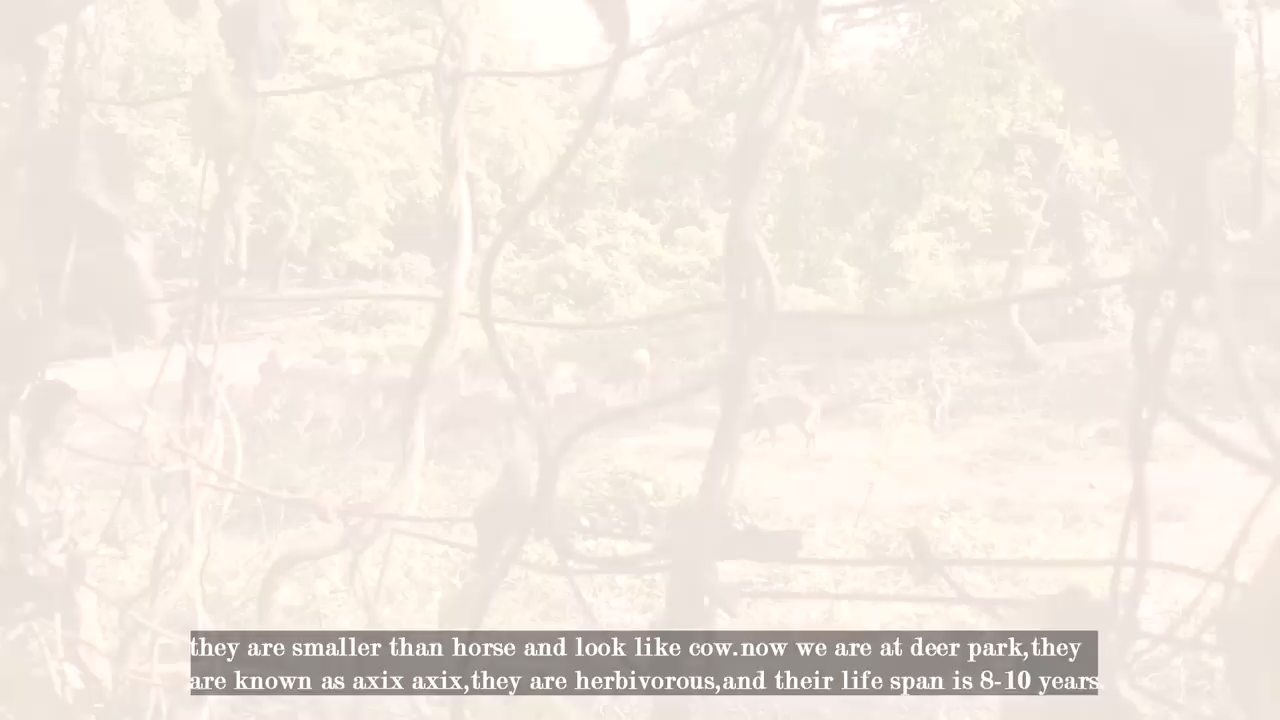 they are smaller than horse and look like cow.now we are at deer park,they
are known as axix axix,they are herbivorous,and their life span is 8-10 years.